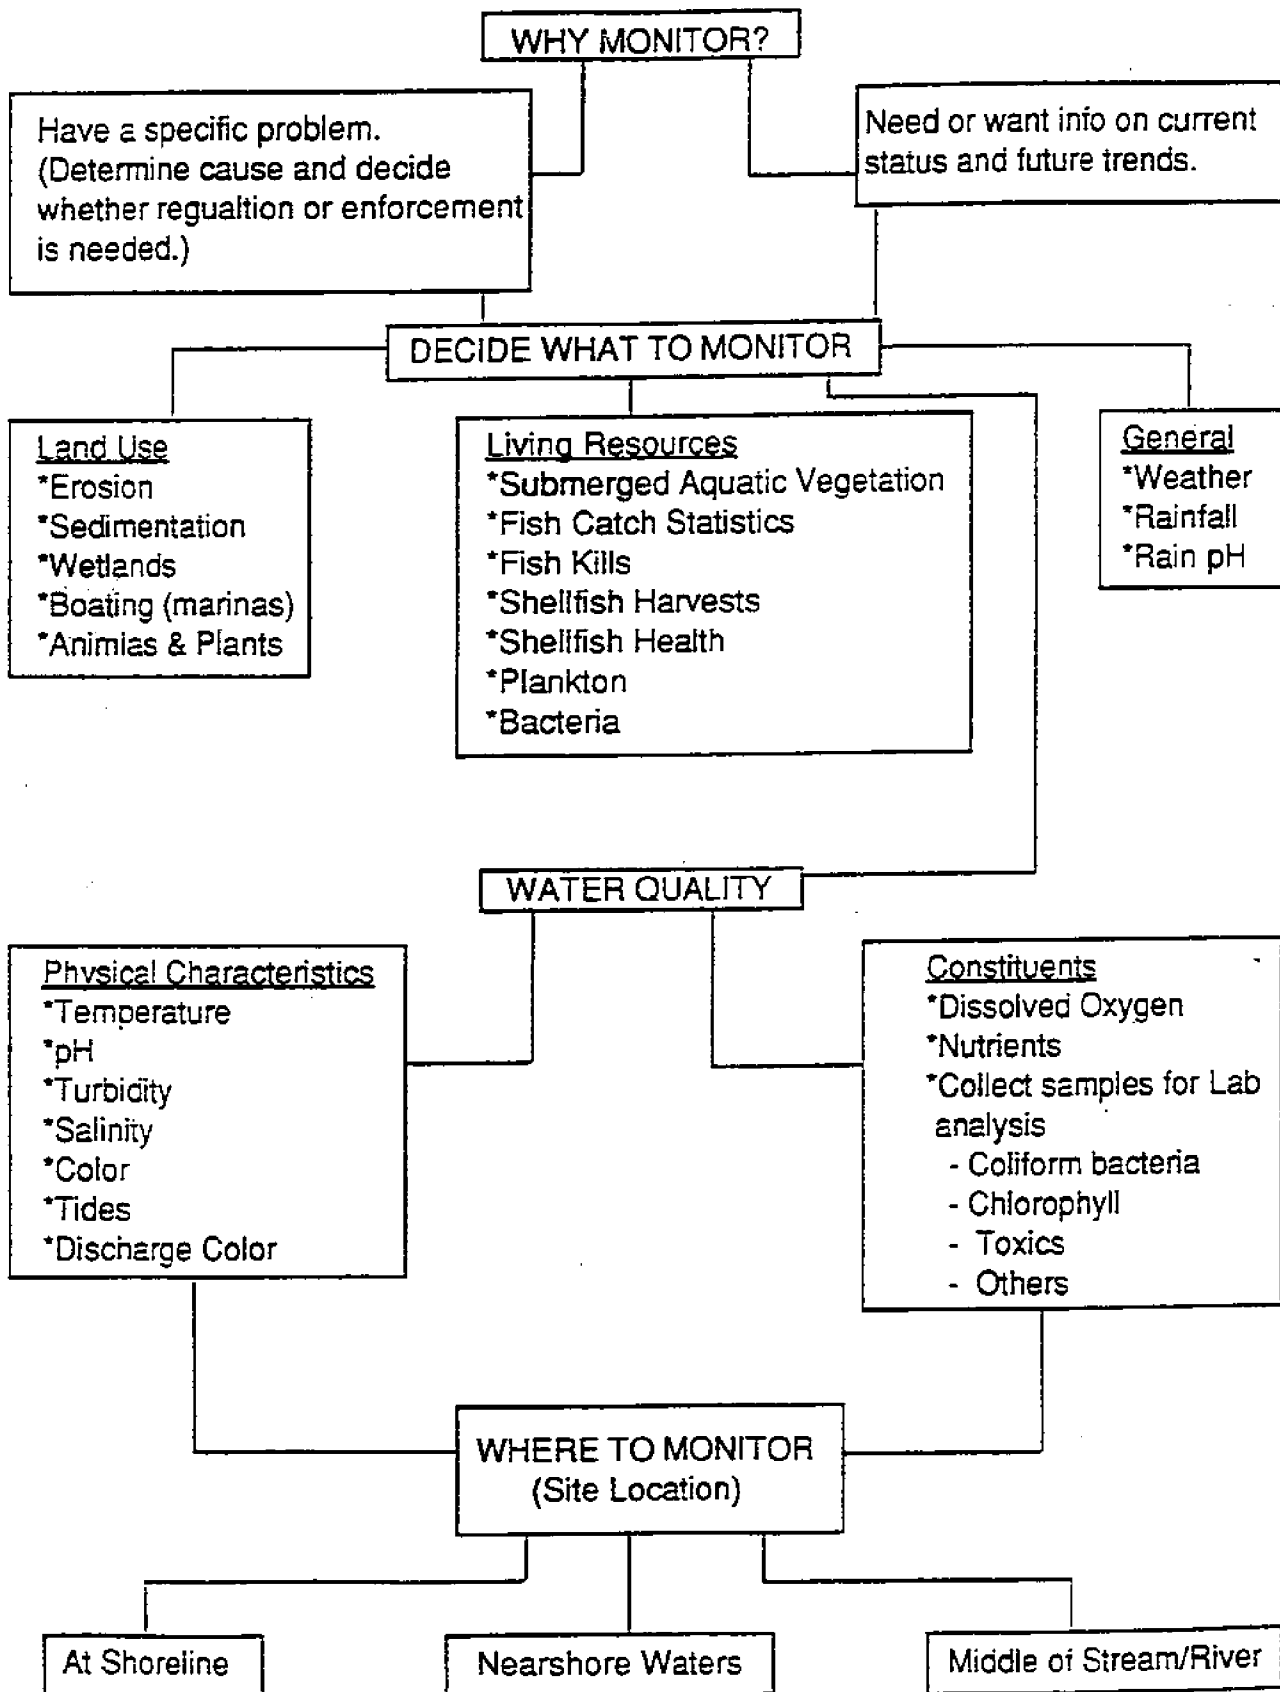 WHY MONITOR?
Have a specific problem.
(Determine cause and decide
whether regualtion or enforcement
is needed.)
Need or want info on current
status and future trends.
DECIDE WHAT TO MONITOR
Land Use
*Erosion
*Sedimentation
*Wetlands
*Boating (marinas)
*Animias & Plants
Living Resources
*Submerged Aquatic Vegetation
*Fish Catch Statistics
*Fish Kills
*Shellfish Harvests
*Shellfish Health
*Plankton
*Bacteria
General
*Weather
*Rainfall
*Rain pH
WATER QUALITY
Physical Characteristics
*Temperature
*pH
*Turbidity
*Salinity
*Color
*Tides
*Discharge Color
Constituents
*Dissolved Oxygen
*Nutrients
*Collect samples for Lab
analysis
- Coliform bacteria
- Chlorophyll
- Toxics
- Others
WHERE TO MONITOR
(Site Location)
At Shoreline
Nearshore Waters
Middle of Stream/River